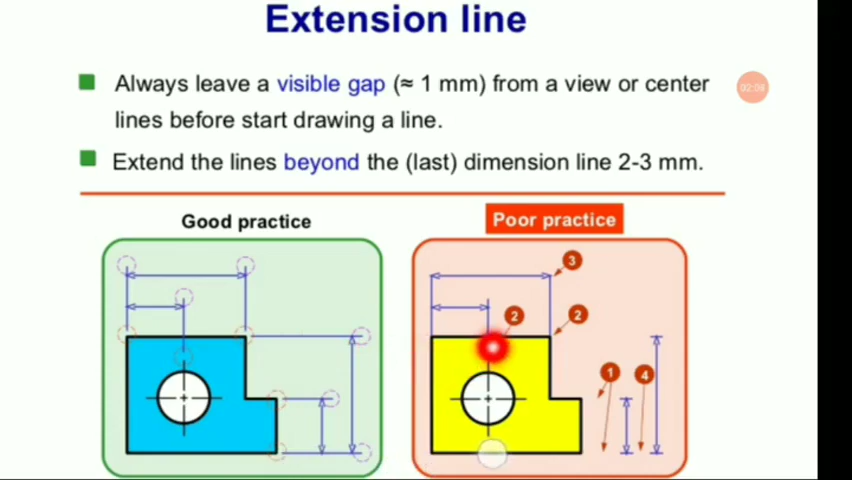 Extension line
Always leave a visible gap (≈ 1 mm) from a view or center
lines before start drawing a line.
Extend the lines beyond the (last) dimension line 2-3 mm.
Good practice
Poor practice
3
2
2
1
4